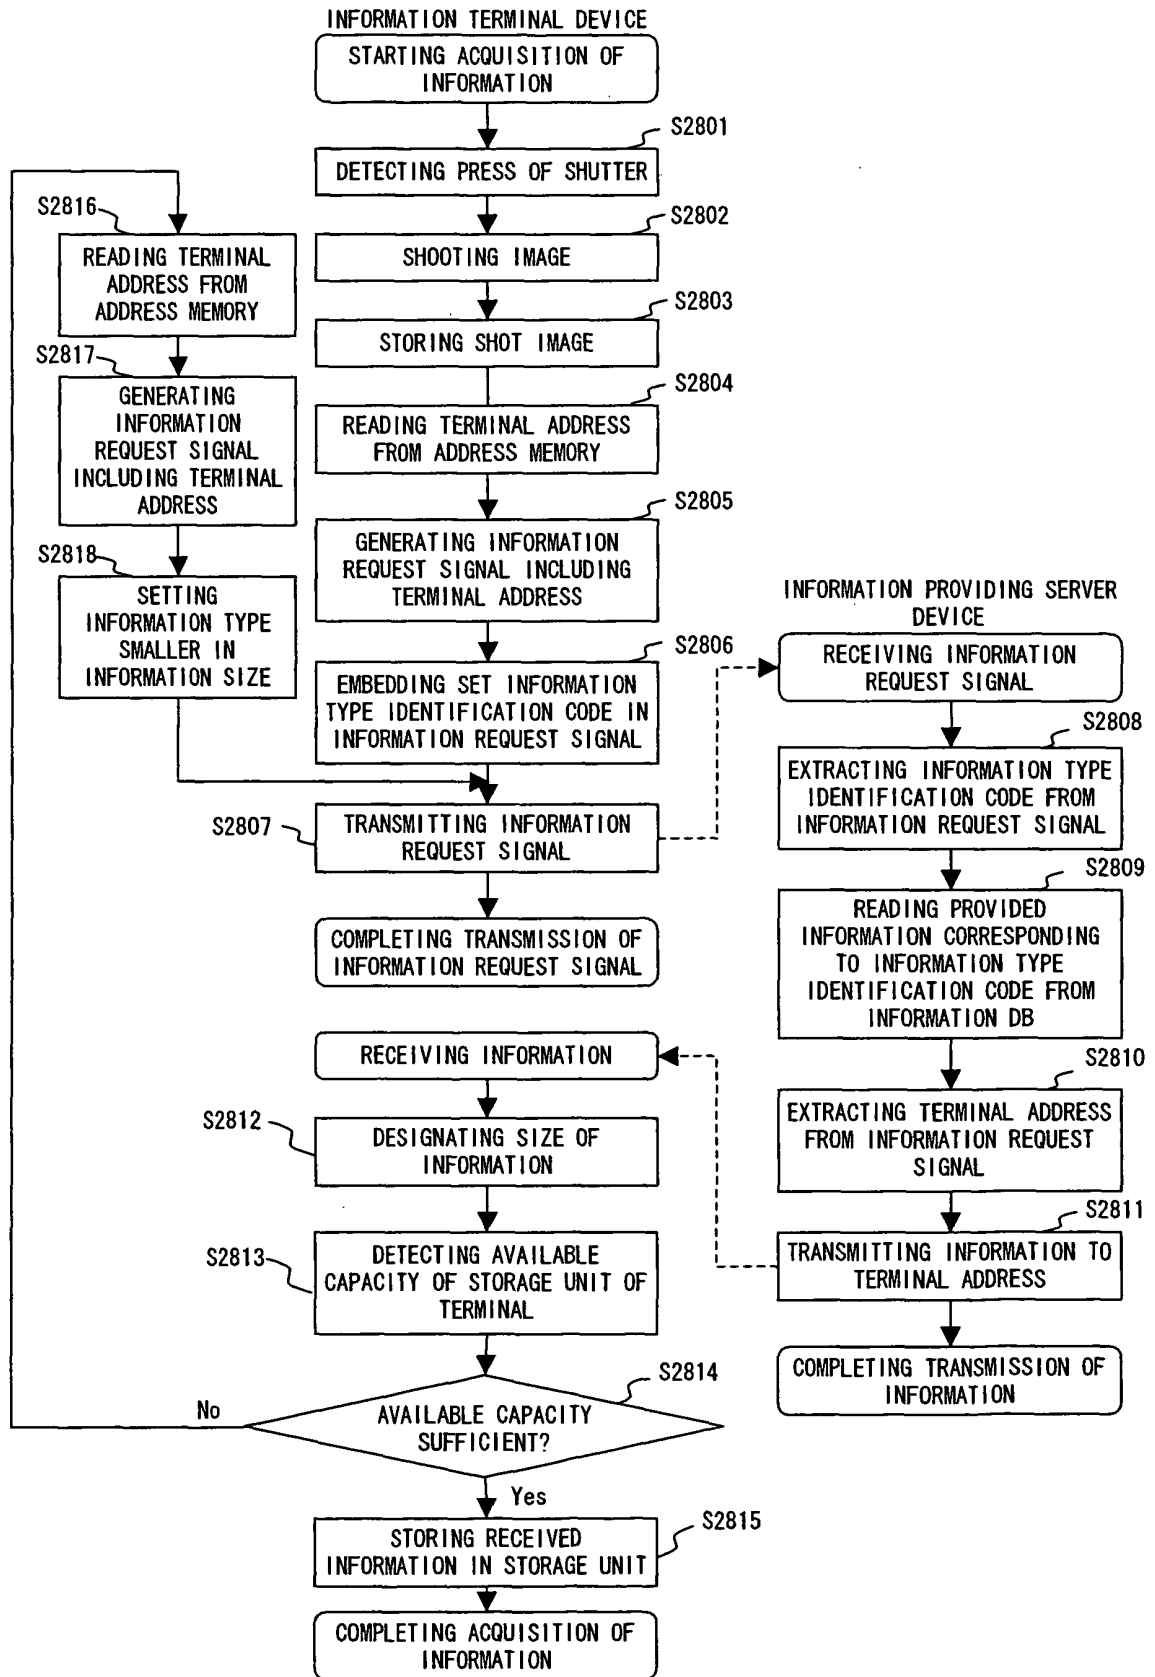 INFORMATION TERMINAL DEVICE
STARTING ACQUISITION OF
INFORMATION
S2801
DETECTING PRESS OF SHUTTER
S2802
SHOOTING IMAGE
S2803
STORING SHOT IMAGE
S2804
READING TERMINAL ADDRESS
FROM ADDRESS MEMORY
S2805
GENERATING INFORMATION
REQUEST SIGNAL INCLUDING
TERMINAL ADDRESS
S2806
EMBEDDING SET INFORMATION
TYPE IDENTIFICATION CODE IN
INFORMATION REQUEST SIGNAL
S2807
TRANSMITTING INFORMATION
REQUEST SIGNAL
COMPLETING TRANSMISSION OF
INFORMATION REQUEST SIGNAL
S2816
READING TERMINAL
ADDRESS FROM
ADDRESS MEMORY
S2817
GENERATING
INFORMATION
REQUEST SIGNAL
INCLUDING TERMINAL
ADDRESS
S2818
SETTING
INFORMATION TYPE
SMALLER IN
INFORMATION SIZE
INFORMATION PROVIDING SERVER
DEVICE
RECEIVING INFORMATION
REQUEST SIGNAL
S2808
EXTRACTING INFORMATION TYPE
IDENTIFICATION CODE FROM
INFORMATION REQUEST SIGNAL
S2809
READING PROVIDED
INFORMATION CORRESPONDING
TO INFORMATION TYPE
IDENTIFICATION CODE FROM
INFORMATION DB
S2810
EXTRACTING TERMINAL ADDRESS
FROM INFORMATION REQUEST
SIGNAL
S2811
TRANSMITTING INFORMATION TO
TERMINAL ADDRESS
COMPLETING TRANSMISSION OF
INFORMATION
RECEIVING INFORMATION
S2812
DESIGNATING SIZE OF
INFORMATION
S2813
DETECTING AVAILABLE
CAPACITY OF STORAGE UNIT OF
TERMINAL
S2814
AVAILABLE CAPACITY
SUFFICIENT?
No
Yes
S2815
STORING RECEIVED
INFORMATION IN STORAGE UNIT
COMPLETING ACQUISITION OF
INFORMATION